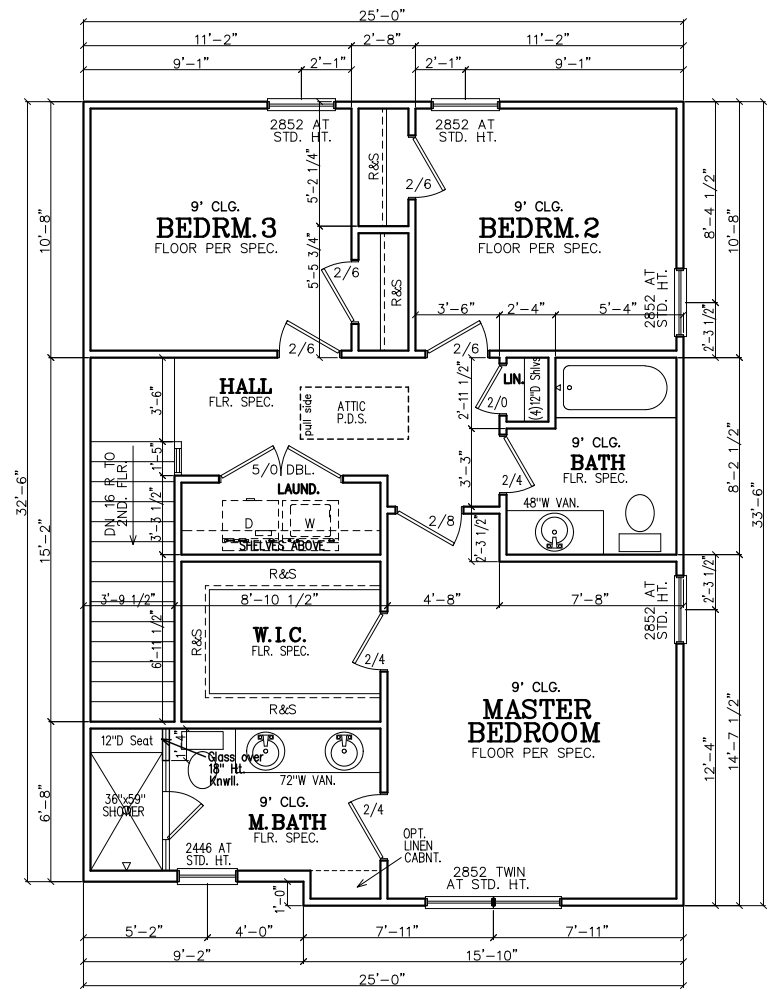 25'-0"
11'-2"
2'-8"
11'-2"
9'-1"
2'-1"
2'-1"
9'-1"
2852 AT
STD. HT.
2852 AT
STD. HT.
5'-2 1/4"
R&S
2/6
8'-4 1/2"
10'-8"
10'-8"
9' CLG.
BEDRM.3
FLOOR PER SPEC.
9' CLG.
BEDRM.2
FLOOR PER SPEC.
5'-5 3/4"
2/6
R&S
2852 AT
STD. HT.
3'-6"
2'-4"
5'-4"
2'-3 1/2"
2/6
2/6
HALL
FLR. SPEC.
3'-6"
pull side
ATTIC
P.D.S.
2'-11 1/2"
LIN.
2/0
(4)12"D Shlvs
1'-5"
5/0 DBL.
LAUND.
3'-3"
2/4
9' CLG.
BATH
FLR. SPEC.
8'-2 1/2"
32'-6"
33'-6"
DN 16 R TO
2ND. FLR.
3'-3 1/2"
D
W
SHELVES ABOVE
48"W VAN.
2/8
2'-3 1/2"
15'-2"
R&S
2852 AT
STD. HT.
2'-3 1/2"
3'-9 1/2"
8'-10 1/2"
4'-8"
7'-8"
6'-11 1/2"
R&S
W.I.C.
FLR. SPEC.
2/4
R&S
9' CLG.
MASTER
BEDROOM
FLOOR PER SPEC.
12'-4"
14'-7 1/2"
12"D Seat
1'-4"
Glass over
18" Ht.
Knwll.
72"W VAN.
6'-8"
36"x59"
SHOWER
9' CLG.
M.BATH
FLR. SPEC.
2/4
2446 AT
STD. HT.
OPT.
LINEN
CABNT.
2852 TWIN
AT STD. HT.
1'-0"
5'-2"
4'-0"
7'-11"
7'-11"
9'-2"
15'-10"
25'-0"